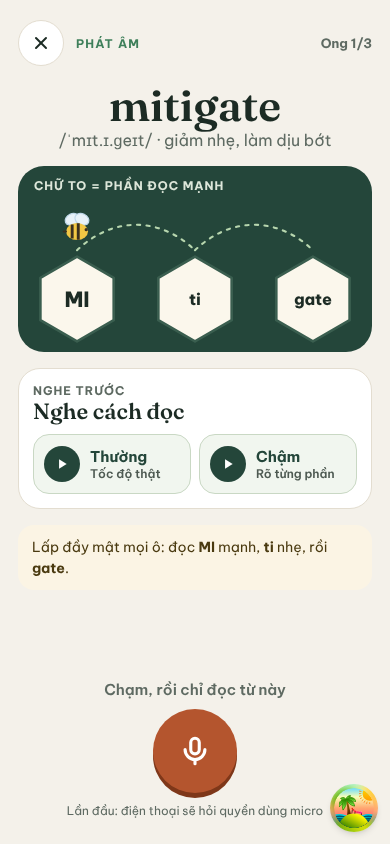 PHÁT ÂM
Ong 1/3
mitigate
/ˈmɪt.ɪ.ɡeɪt/ · giảm nhẹ, làm dịu bớt
CHỮ TO = PHẦN ĐỌC MẠNH
MI
ti
gate
NGHE TRƯỚC
Nghe cách đọc
Thường
Tốc độ thật
Chậm
Rõ từng phần
Lấp đầy mật mọi ô: đọc MI mạnh, ti nhẹ, rồi
gate.
Chạm, rồi chỉ đọc từ này
Lần đầu: điện thoại sẽ hỏi quyền dùng micro